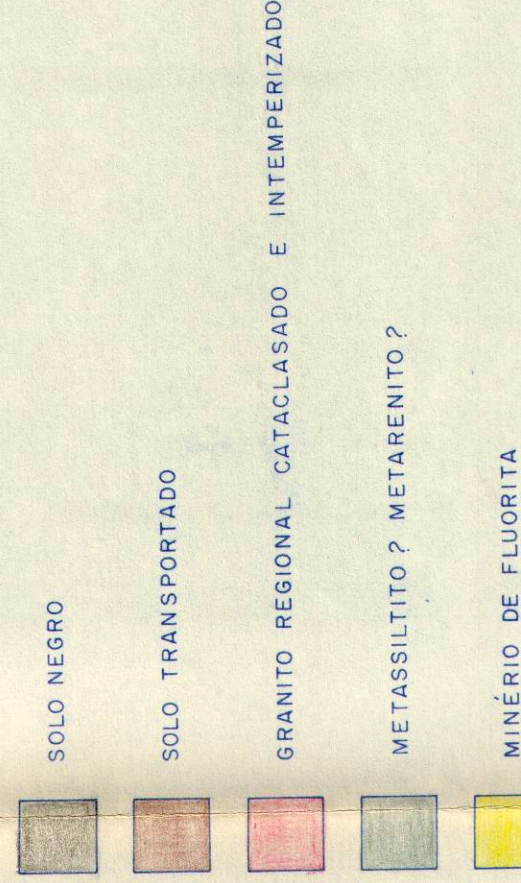 SOLO NEGRO
SOLO TRANSPORTADO
GRANITO REGIONAL CATACLASADO E INTEMPERIZADO
METASSILTITO? METARENITO?
MINÉRIO DE FLUORITA